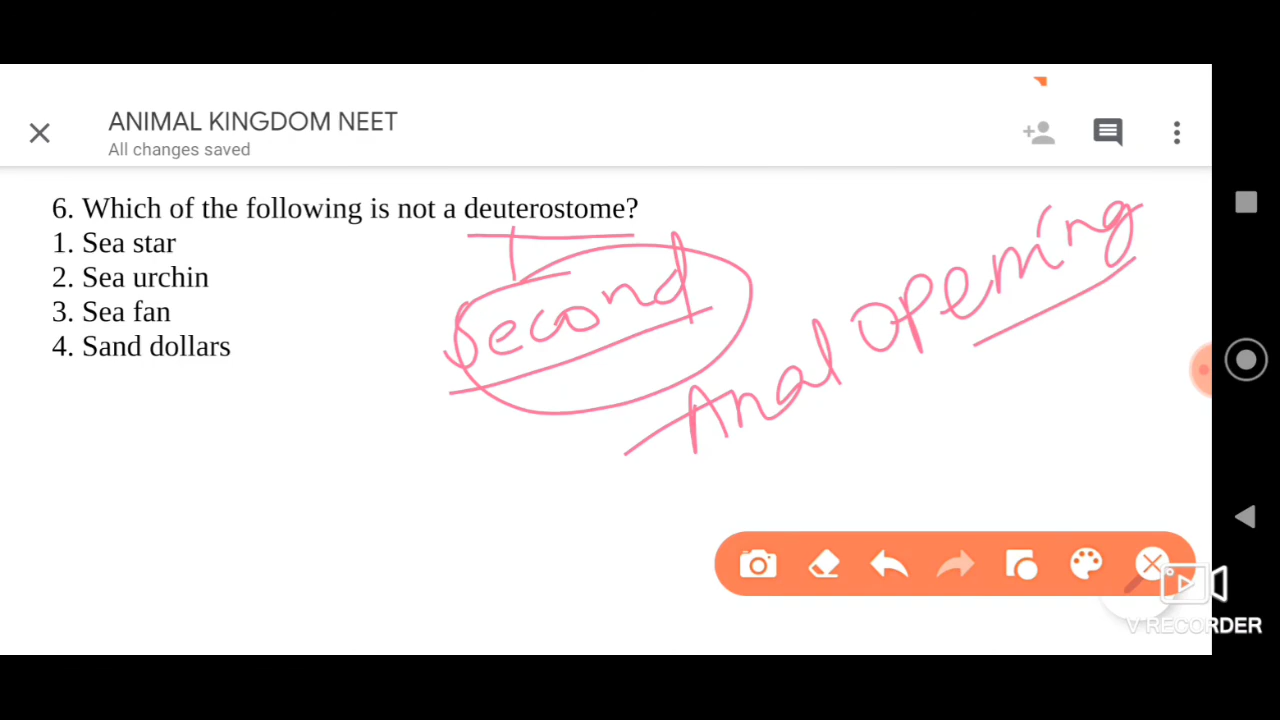 ANIMAL KINGDOM NEET
All changes saved
6. Which of the following is not a deuterostome?
1. Sea star
2. Sea urchin
3. Sea fan
4. Sand dollars
Second
Anal opening
V RECORDER